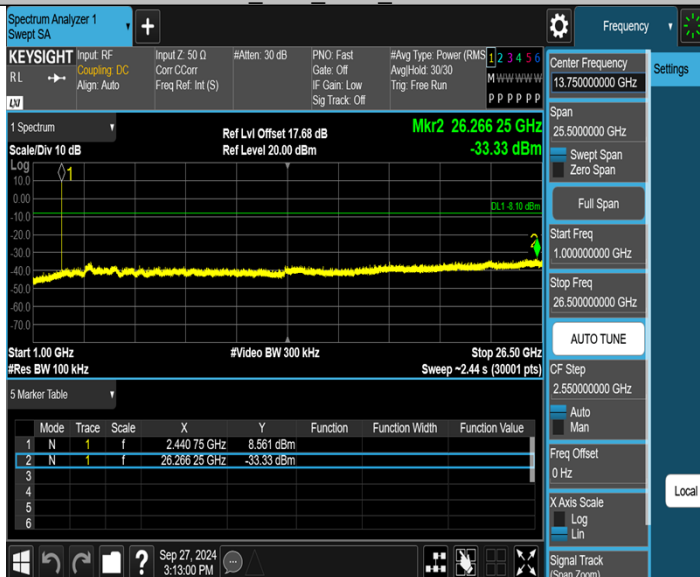 Spectrum Analyzer 1
Swept SA
+
Frequency
KEYSIGHT
RL
LXI
Input: RF
Coupling: DC
Align: Auto
Input Z: 50 Ω
Corr CCorr
Freq Ref: Int (S)
#Atten: 30 dB
PNO: Fast
Gate: Off
IF Gain: Low
Sig Track: Off
#Avg Type: Power (RMS
Avg|Hold: 30/30
Trig: Free Run
1 2 3 4 5 6
M W W W W W
P P P P P P
1 Spectrum
Scale/Div 10 dB
Ref Lvl Offset 17.68 dB
Ref Level 20.00 dBm
Mkr2 26.266 25 GHz
-33.33 dBm
Log
10.0
0.00
-10.0
-20.0
-30.0
-40.0
-50.0
-60.0
-70.0
1
DL1 -8.10 dBm
2
Start 1.00 GHz
#Res BW 100 kHz
#Video BW 300 kHz
Stop 26.50 GHz
Sweep ~2.44 s (30001 pts)
5 Marker Table
Mode Trace Scale X Y Function Function Width Function Value
1 N 1 f 2.440 75 GHz 8.561 dBm
2 N 1 f 26.266 25 GHz -33.33 dBm
3
4
5
6
?
Sep 27, 2024
3:13:00 PM
Center Frequency
13.750000000 GHz
Settings
Span
25.5000000 GHz
Swept Span
Zero Span
Full Span
Start Freq
1.000000000 GHz
Stop Freq
26.500000000 GHz
AUTO TUNE
CF Step
2.550000000 GHz
Auto
Man
Freq Offset
0 Hz
X Axis Scale
Log
Lin
Local
Signal Track
(Span Zoom)